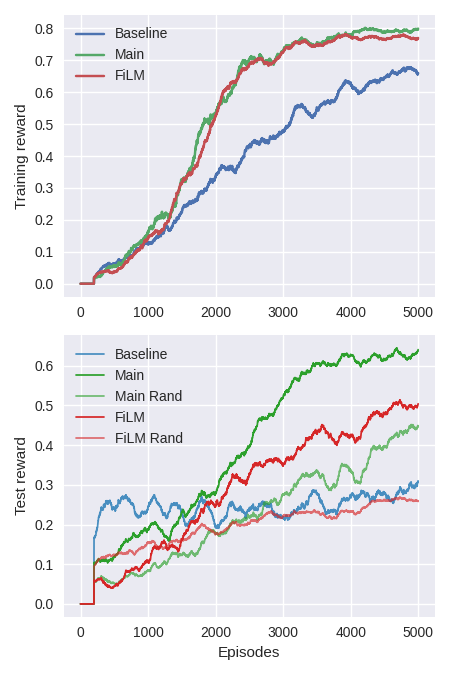 Training reward
0.8
0.7
0.6
0.5
0.4
0.3
0.2
0.1
0.0
Baseline
Main
FiLM
0 1000 2000 3000 4000 5000
Test reward
0.6
0.5
0.4
0.3
0.2
0.1
0.0
Baseline
Main
Main Rand
FiLM
FiLM Rand
0 1000 2000 3000 4000 5000
Episodes